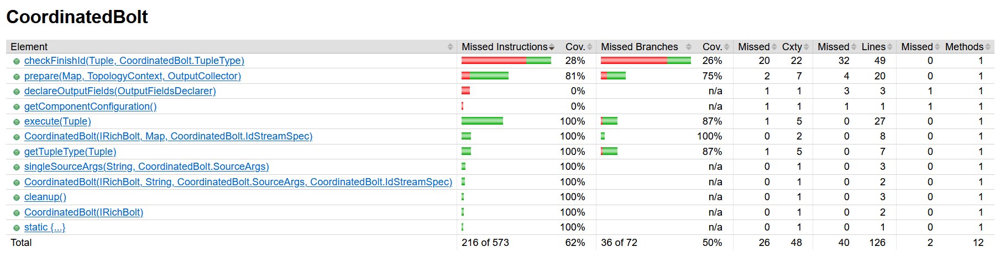 CoordinatedBolt
Element Missed Instructions Cov. Missed Branches Cov. Missed Cxty Missed Lines Missed Methods
checkFinishId(Tuple, CoordinatedBolt.TupleType) 28% 26% 20 22 32 49 0 1
prepare(Map, TopologyContext, OutputCollector) 81% 75% 2 7 4 20 0 1
declareOutputFields(OutputFieldsDeclarer) 0% n/a 1 1 3 3 1 1
getComponentConfiguration() 0% n/a 1 1 1 1 1 1
execute(Tuple) 100% 87% 1 5 0 27 0 1
CoordinatedBolt(IRichBolt, Map, CoordinatedBolt.IdStreamSpec) 100% 100% 0 2 0 8 0 1
getTupleType(Tuple) 100% 87% 1 5 0 7 0 1
singleSourceArgs(String, CoordinatedBolt.SourceArgs) 100% n/a 0 1 0 3 0 1
CoordinatedBolt(IRichBolt, String, CoordinatedBolt.SourceArgs, CoordinatedBolt.IdStreamSpec) 100% n/a 0 1 0 2 0 1
cleanup() 100% n/a 0 1 0 3 0 1
CoordinatedBolt(IRichBolt) 100% n/a 0 1 0 2 0 1
static {...} 100% n/a 0 1 0 1 0 1
Total 216 of 573 62% 36 of 72 50% 26 48 40 126 2 12